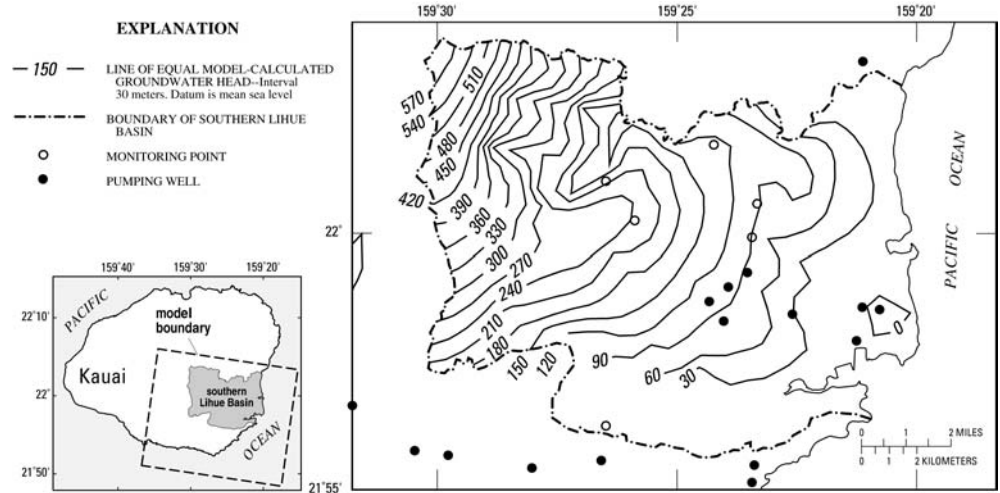 EXPLANATION
150
LINE OF EQUAL MODEL-CALCULATED
GROUNDWATER HEAD--Interval
30 meters. Datum is mean sea level
BOUNDARY OF SOUTHERN LIHUE
BASIN
MONITORING POINT
PUMPING WELL
159°40'
159°30'
159°20'
22°10'
22°
21°50'
PACIFIC
OCEAN
model
boundary
Kauai
southern
Lihue Basin
159°30'
159°25'
159°20'
22°
21°55'
570
540
510
480
450
420
390
360
330
300
270
240
210
180
150
120
90
60
30
0
PACIFIC OCEAN
0 1 2 MILES
0 1 2 KILOMETERS